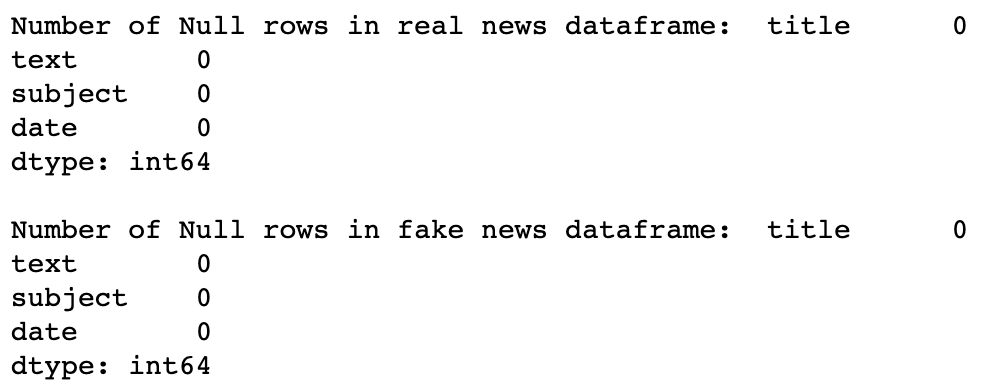 Number of Null rows in real news dataframe:  title      0
text       0
subject    0
date       0
dtype: int64

Number of Null rows in fake news dataframe:  title      0
text       0
subject    0
date       0
dtype: int64